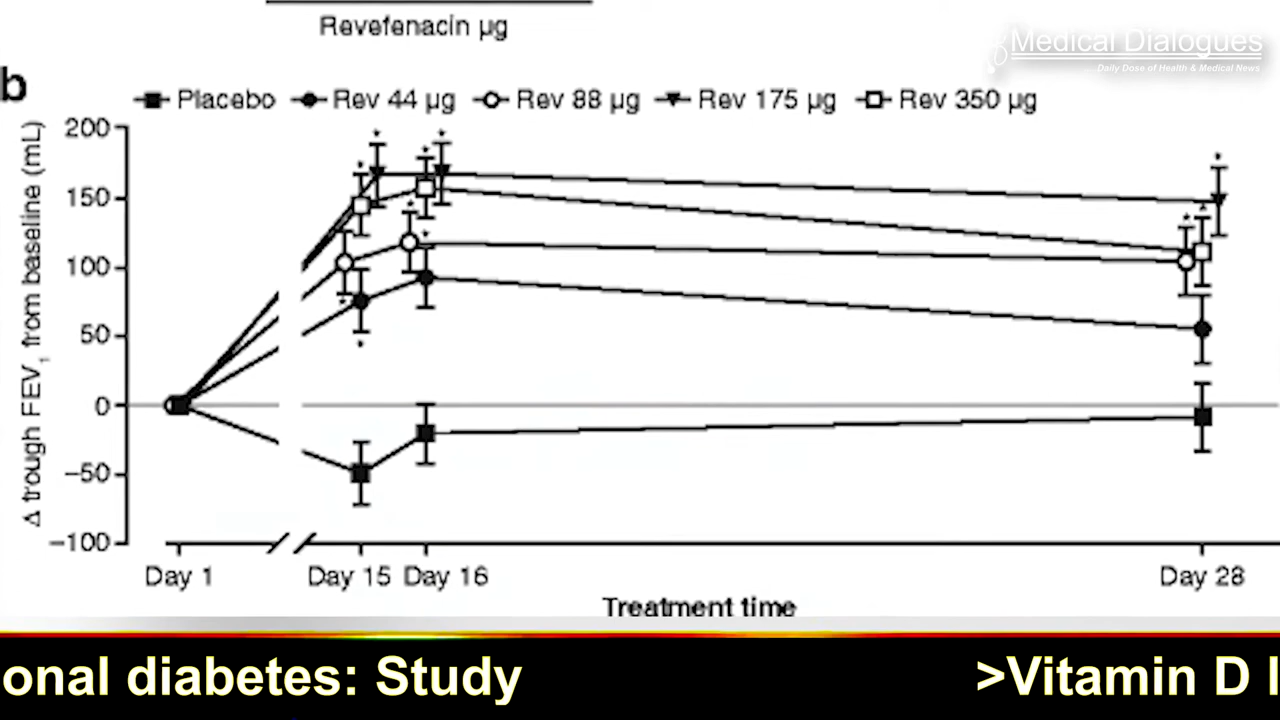 Revefenacin µg
Medical Dialogues
Daily Dose of Health & Medical News
b
Placebo Rev 44 µg Rev 88 µg Rev 175 µg Rev 350 µg
Δ trough FEV₁ from baseline (mL)
200
150
100
50
0
−50
−100
Day 1 Day 15 Day 16 Day 28
Treatment time
onal diabetes: Study >Vitamin D